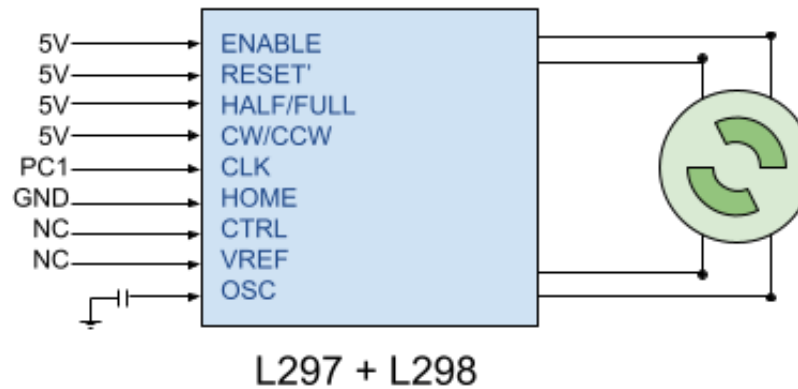 5V ENABLE
5V RESET'
5V HALF/FULL
5V CW/CCW
PC1 CLK
GND HOME
NC CTRL
NC VREF
OSC
L297 + L298